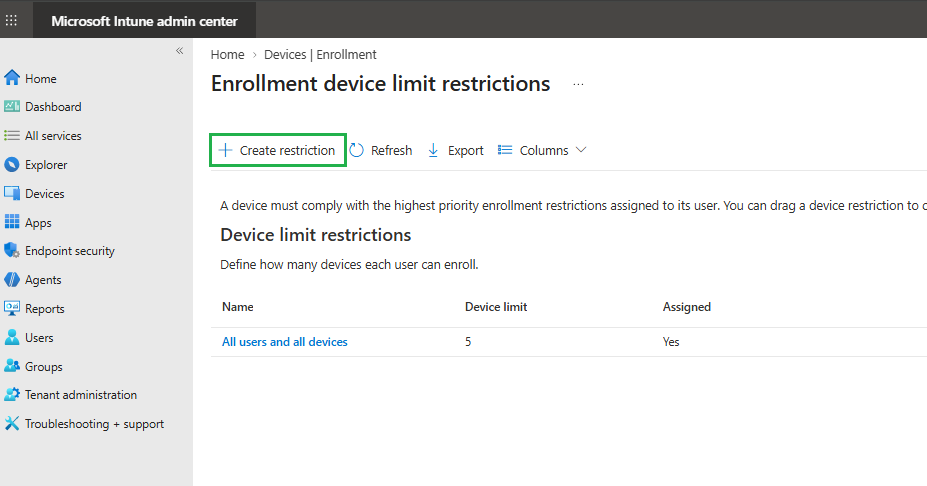 Microsoft Intune admin center
«
Home
Dashboard
All services
Explorer
Devices
Apps
Endpoint security
Agents
Reports
Users
Groups
Tenant administration
Troubleshooting + support
Home > Devices | Enrollment
Enrollment device limit restrictions ...
+ Create restriction Refresh Export Columns
A device must comply with the highest priority enrollment restrictions assigned to its user. You can drag a device restriction to
Device limit restrictions
Define how many devices each user can enroll.
Name Device limit Assigned
All users and all devices 5 Yes